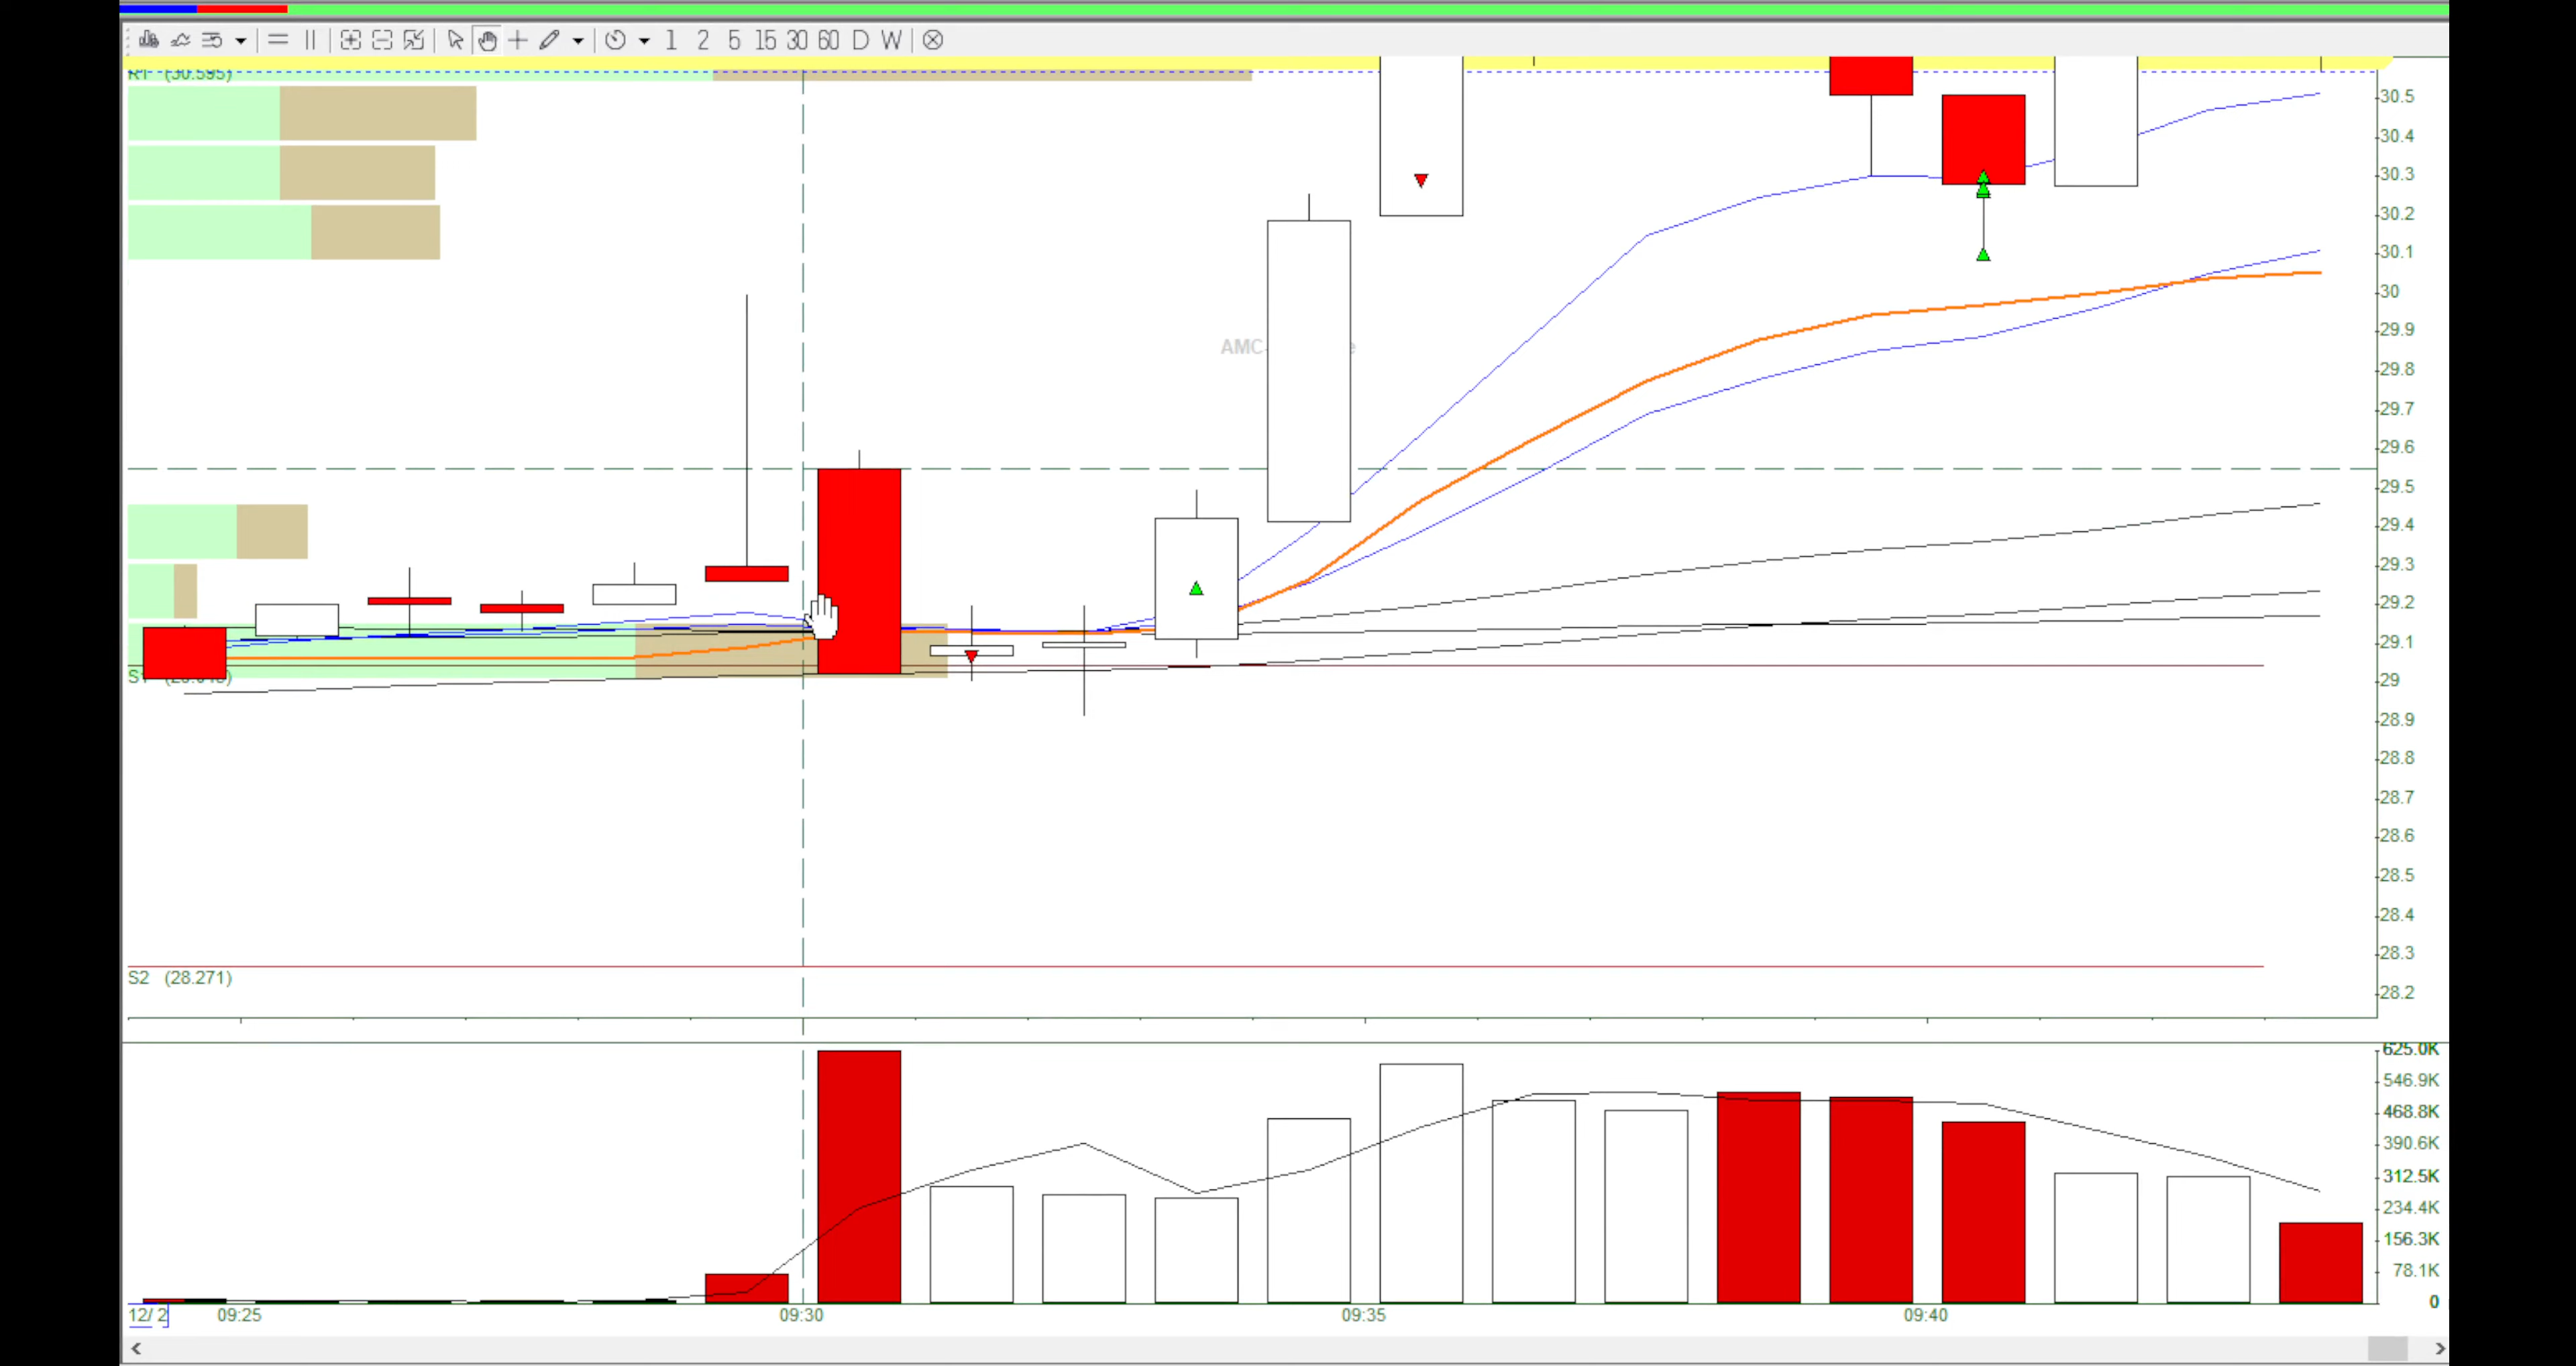 1 2 5 15 30 60 D W
R1 (30.595)
30.5
30.4
30.3
30.2
30.1
30
29.9
AMC
29.8
29.7
29.6
29.5
29.4
29.3
29.2
29.1
29
28.9
28.8
28.7
28.6
28.5
28.4
28.3
S2 (28.271)
28.2
625.0K
546.9K
468.8K
390.6K
312.5K
234.4K
156.3K
78.1K
0
12/ 2 09:25 09:30 09:35 09:40